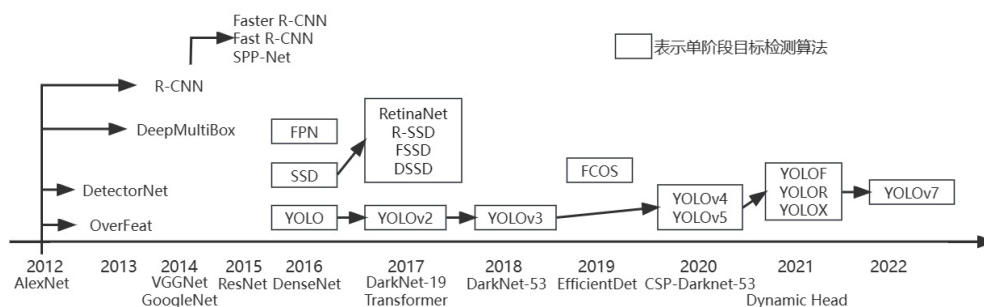 Faster R-CNN
Fast R-CNN
SPP-Net
表示单阶段目标检测算法
R-CNN
DeepMultiBox
FPN
RetinaNet
R-SSD
FSSD
DSSD
SSD
FCOS
DetectorNet
OverFeat
YOLO
YOLOv2
YOLOv3
YOLOv4
YOLOv5
YOLOF
YOLOR
YOLOX
YOLOv7
2012 2013 2014 2015 2016 2017 2018 2019 2020 2021 2022
AlexNet VGGNet ResNet DenseNet DarkNet-19 DarkNet-53 EfficientDet CSP-Darknet-53
GoogleNet Transformer Dynamic Head